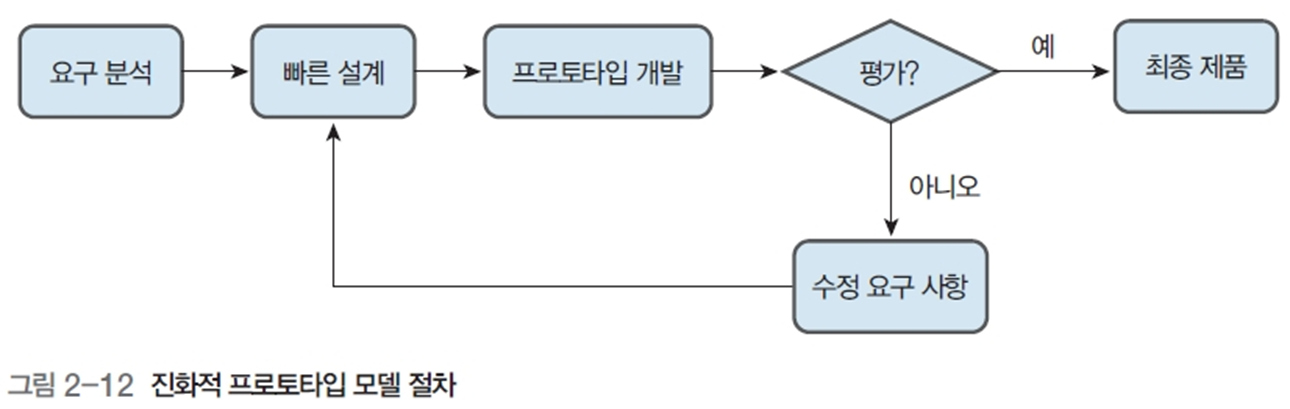 요구 분석
빠른 설계
프로토타입 개발
평가?
예
최종 제품
아니오
수정 요구 사항
그림 2-12 진화적 프로토타입 모델 절차